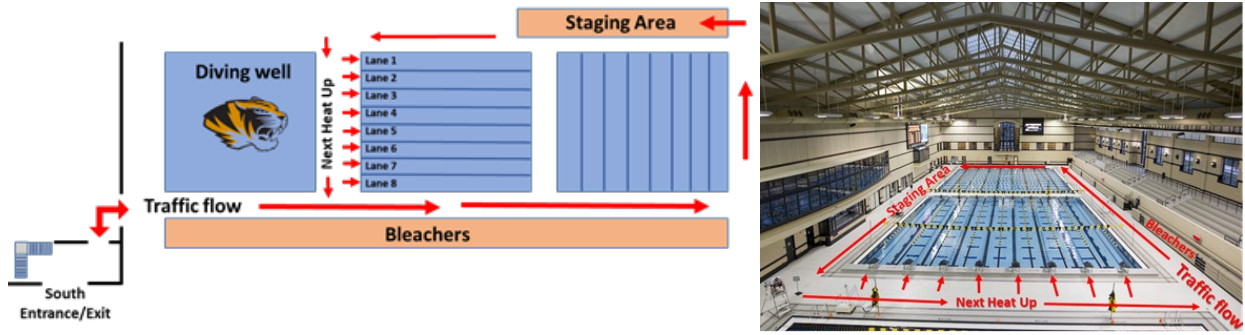 Staging Area
Diving well
Next Heat Up
Lane 1
Lane 2
Lane 3
Lane 4
Lane 5
Lane 6
Lane 7
Lane 8
Traffic flow
Bleachers
South
Entrance/Exit
Staging Area
Bleachers
Traffic flow
Next Heat Up